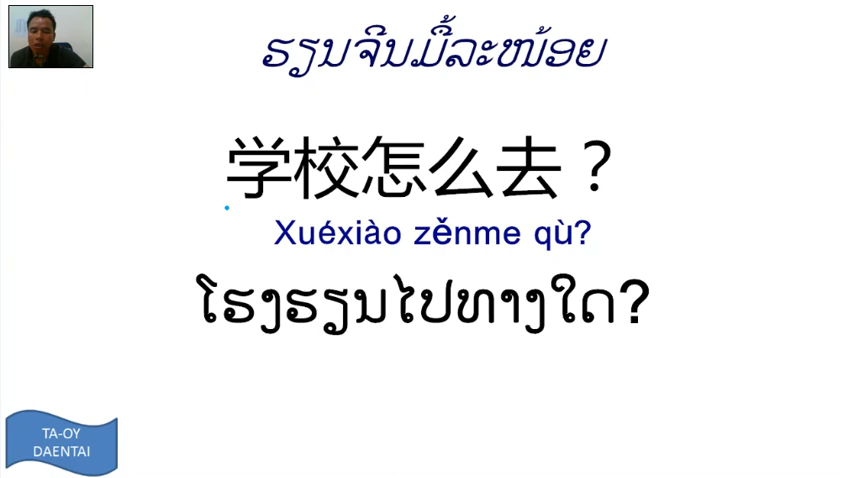 ຮຽນຈີນມື້ລະໜ້ອຍ
学校怎么去？
Xuéxiào zěnme qù?
ໂຮງຮຽນໄປທາງໃດ?
TA-OY
DAENTAI